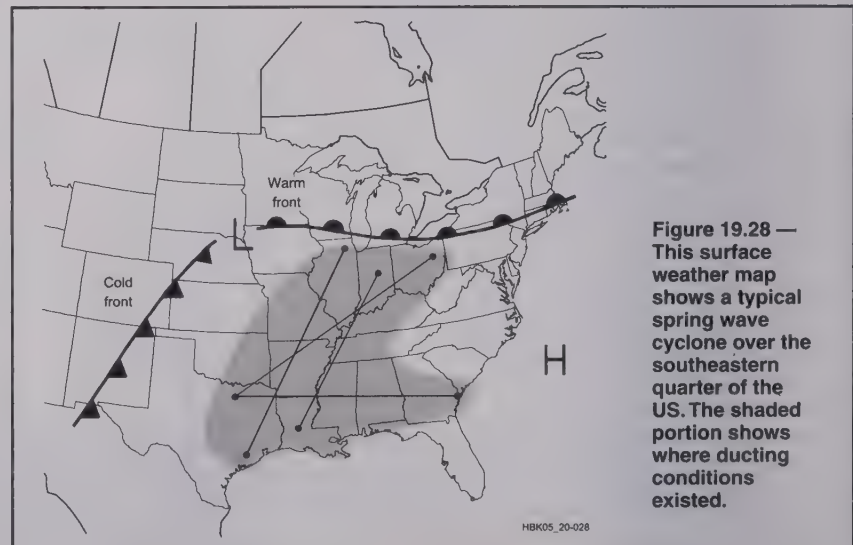 Warm
front
L
Cold
front
H
HBK05_20-028
Figure 19.28 —
This surface
weather map
shows a typical
spring wave
cyclone over the
southeastern
quarter of the
US. The shaded
portion shows
where ducting
conditions
existed.